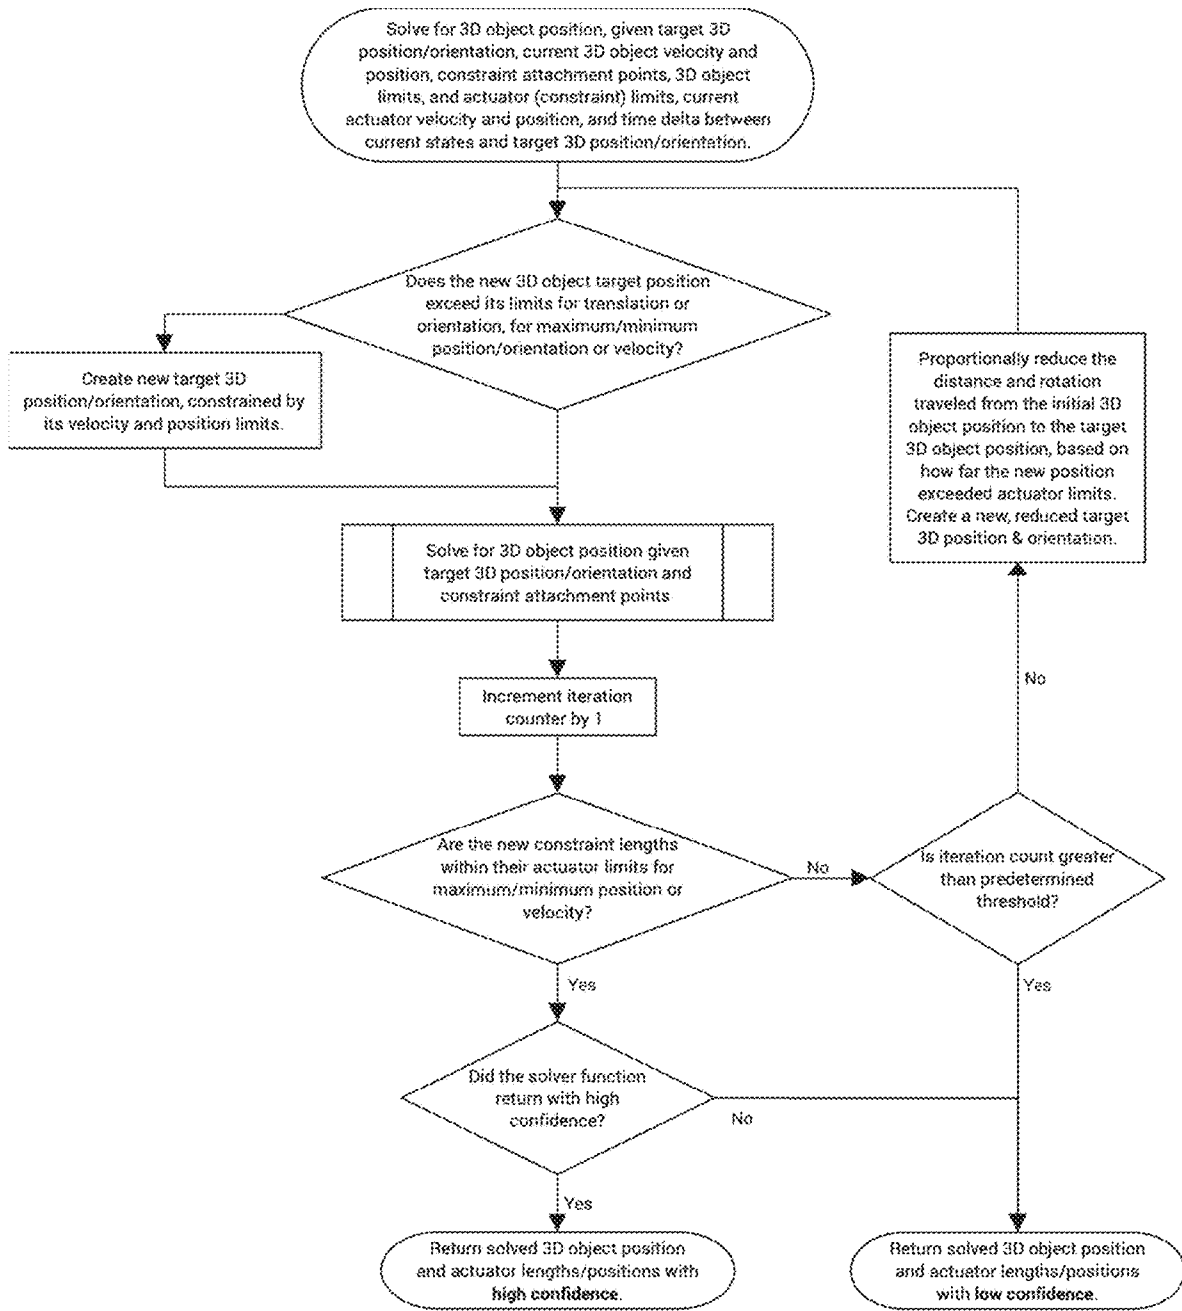 Solve for 3D object position, given target 3D
position/orientation, current 3D object velocity and
position, constraint attachment points, 3D object
limits, and actuator (constraint) limits, current
actuator velocity and position, and time delta between
current states and target 3D position/orientation.
Does the new 3D object target position
exceed its limits for translation or
orientation, for maximum/minimum
position/orientation or velocity?
Create new target 3D
position/orientation, constrained by
its velocity and position limits.
Proportionally reduce the
distance and rotation
traveled from the initial 3D
object position to the target
3D object position, based on
how far the new position
exceeded actuator limits.
Create a new, reduced target
3D position & orientation.
Solve for 3D object position given
target 3D position/orientation and
constraint attachment points
Increment iteration
counter by 1
No
Are the new constraint lengths
within their actuator limits for
maximum/minimum position or
velocity?
No
Is iteration count greater
than predetermined
threshold?
Yes
Yes
Did the solver function
return with high
confidence?
No
Yes
Return solved 3D object position
and actuator lengths/positions with
high confidence.
Return solved 3D object position
and actuator lengths/positions
with low confidence.